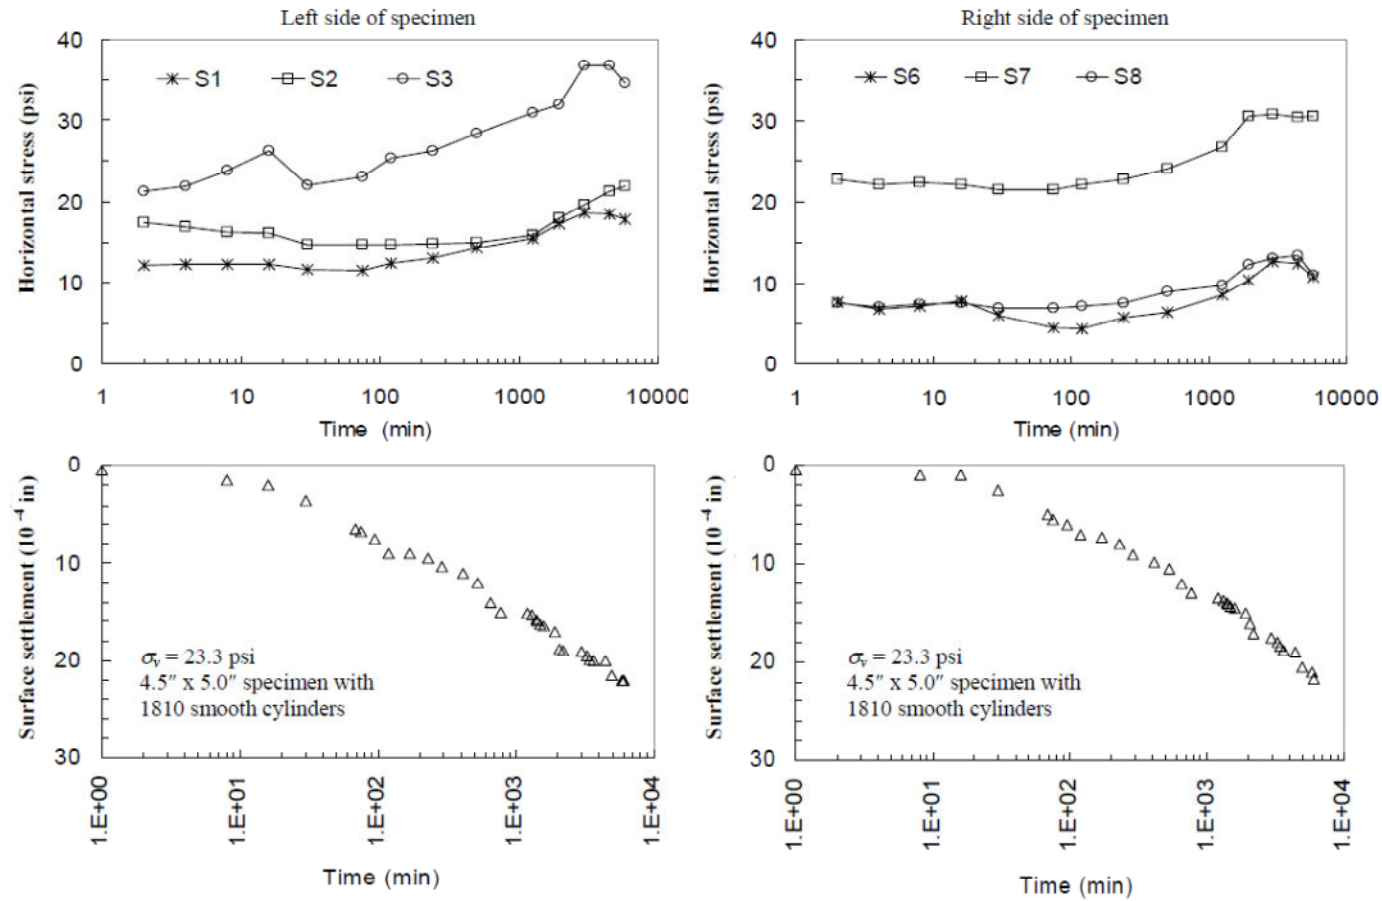 Left side of specimen
40
30
20
10
0
Horizontal stress (psi)
S1 S2 S3
1 10 100 1000 10000
Time (min)
Right side of specimen
40
30
20
10
0
Horizontal stress (psi)
S6 S7 S8
1 10 100 1000 10000
Time (min)
0
10
20
30
Surface settlement (10⁻⁴ in)
σᵥ = 23.3 psi
4.5″ x 5.0″ specimen with
1810 smooth cylinders
1.E+00 1.E+01 1.E+02 1.E+03 1.E+04
Time (min)
0
10
20
30
Surface settlement (10⁻⁴ in)
σᵥ = 23.3 psi
4.5″ x 5.0″ specimen with
1810 smooth cylinders
1.E+00 1.E+01 1.E+02 1.E+03 1.E+04
Time (min)